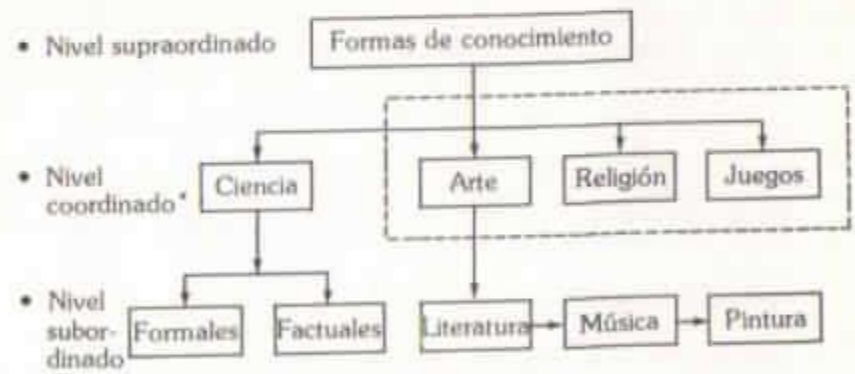 • Nivel supraordinado
Formas de conocimiento
• Nivel
coordinado*
Ciencia
Arte
Religión
Juegos
• Nivel
subor-
dinado
Formales
Factuales
Literatura
Música
Pintura